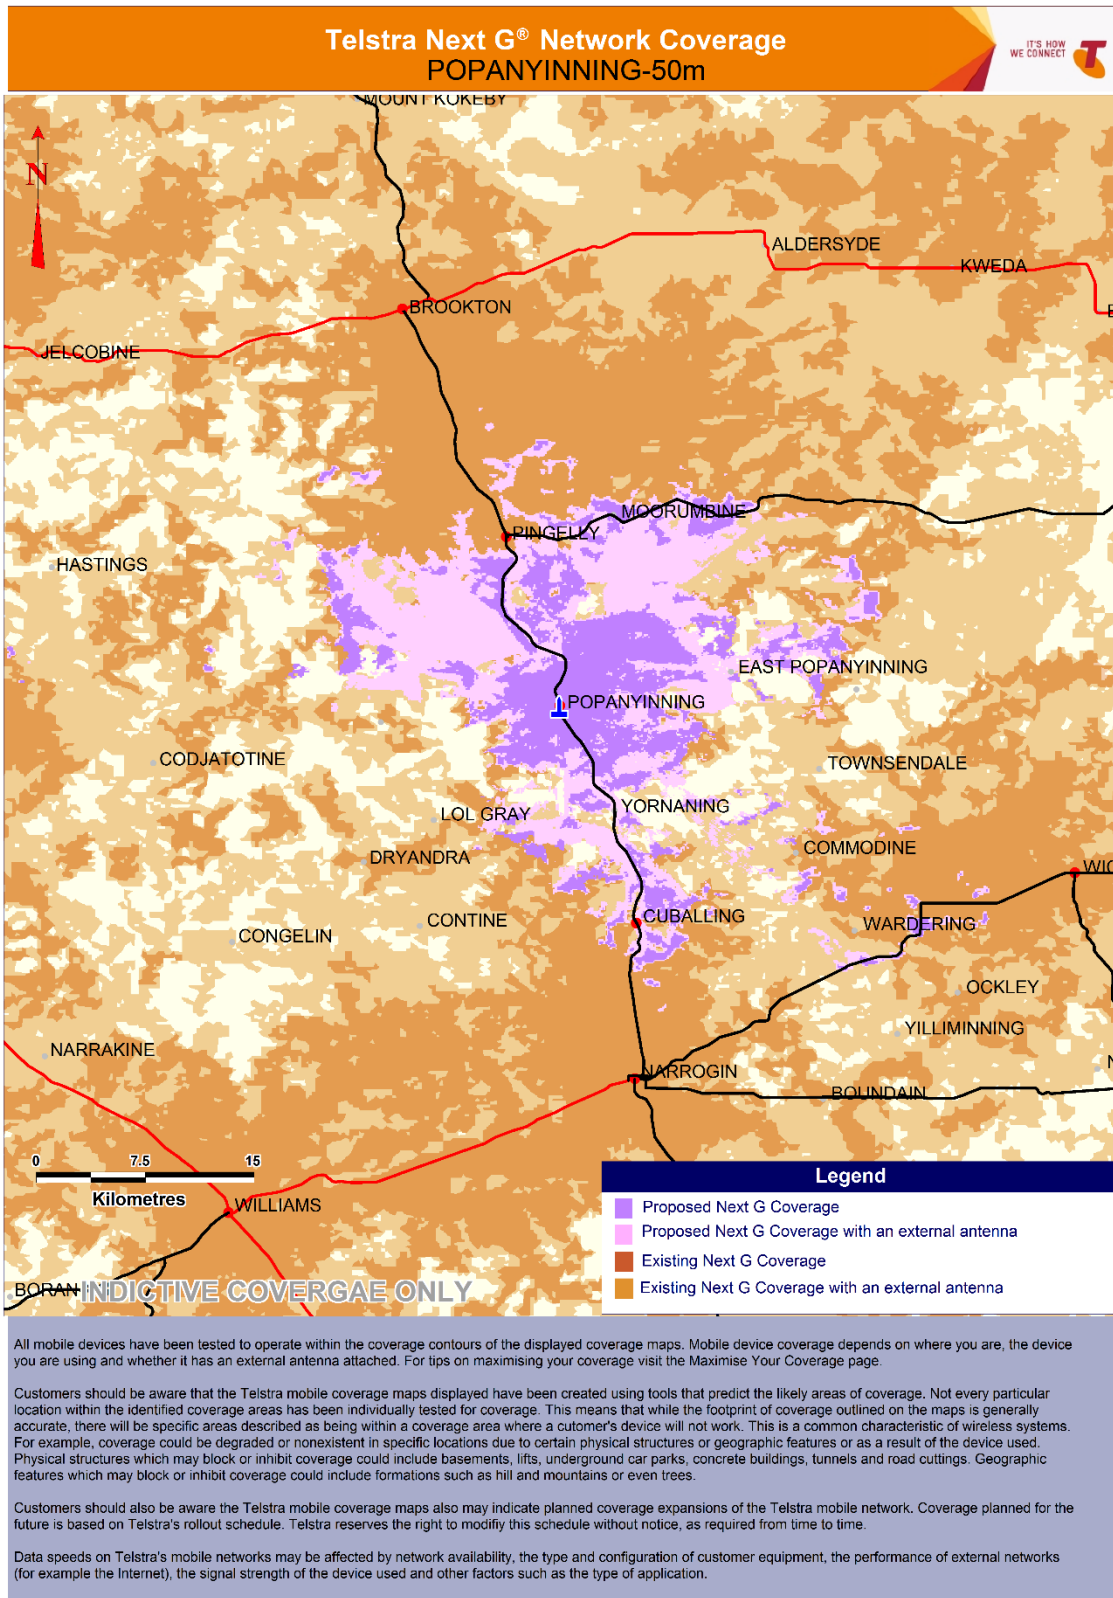 Telstra Next G® Network Coverage
POPANYINNING-50m
IT'S HOW
WE CONNECT
T
MOUNT KOKEBY
N
ALDERSYDE
KWEDA
BROOKTON
JELCOBINE
MOORUMBINE
PINGELLY
HASTINGS
EAST POPANYINNING
POPANYINNING
CODJATOTINE
TOWNSENDALE
YORNANING
LOL GRAY
COMMODINE
DRYANDRA
WIC
CUBALLING
CONTINE
WARDERING
CONGELIN
OCKLEY
YILLIMINNING
NARRAKINE
NARROGIN
BOUNDAIN
0 7.5 15
Kilometres
WILLIAMS
BORAN
INDICTIVE COVERGAE ONLY
Legend
Proposed Next G Coverage
Proposed Next G Coverage with an external antenna
Existing Next G Coverage
Existing Next G Coverage with an external antenna
All mobile devices have been tested to operate within the coverage contours of the displayed coverage maps. Mobile device coverage depends on where you are, the device
you are using and whether it has an external antenna attached. For tips on maximising your coverage visit the Maximise Your Coverage page.
Customers should be aware that the Telstra mobile coverage maps displayed have been created using tools that predict the likely areas of coverage. Not every particular
location within the identified coverage areas has been individually tested for coverage. This means that while the footprint of coverage outlined on the maps is generally
accurate, there will be specific areas described as being within a coverage area where a cutomer's device will not work. This is a common characteristic of wireless systems.
For example, coverage could be degraded or nonexistent in specific locations due to certain physical structures or geographic features or as a result of the device used.
Physical structures which may block or inhibit coverage could include basements, lifts, underground car parks, concrete buildings, tunnels and road cuttings. Geographic
features which may block or inhibit coverage could include formations such as hill and mountains or even trees.
Customers should also be aware the Telstra mobile coverage maps also may indicate planned coverage expansions of the Telstra mobile network. Coverage planned for the
future is based on Telstra's rollout schedule. Telstra reserves the right to modifiy this schedule without notice, as required from time to time.
Data speeds on Telstra's mobile networks may be affected by network availability, the type and configuration of customer equipment, the performance of external networks
(for example the Internet), the signal strength of the device used and other factors such as the type of application.